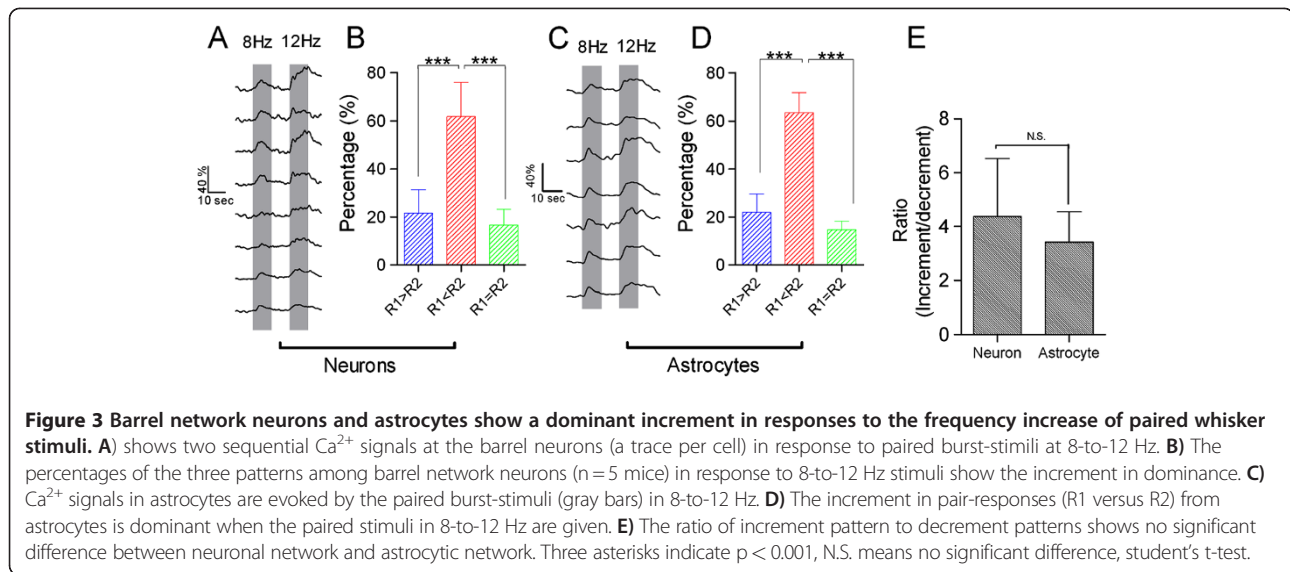 A
8Hz 12Hz
40 %
10 sec
B
*** ***
Percentage (%)
80
60
40
20
0
R1>R2
R1<R2
R1=R2
Neurons
C
8Hz 12Hz
40%
10 sec
D
*** ***
Percentage (%)
80
60
40
20
0
R1>R2
R1<R2
R1=R2
Astrocytes
E
N.S.
Ratio
(Increment/decrement)
8
6
4
2
0
Neuron
Astrocyte
Figure 3 Barrel network neurons and astrocytes show a dominant increment in responses to the frequency increase of paired whisker
stimuli. A) shows two sequential Ca2+ signals at the barrel neurons (a trace per cell) in response to paired burst-stimili at 8-to-12 Hz. B) The
percentages of the three patterns among barrel network neurons (n = 5 mice) in response to 8-to-12 Hz stimuli show the increment in dominance. C)
Ca2+ signals in astrocytes are evoked by the paired burst-stimuli (gray bars) in 8-to-12 Hz. D) The increment in pair-responses (R1 versus R2) from
astrocytes is dominant when the paired stimuli in 8-to-12 Hz are given. E) The ratio of increment pattern to decrement patterns shows no significant
difference between neuronal network and astrocytic network. Three asterisks indicate p < 0.001, N.S. means no significant difference, student's t-test.